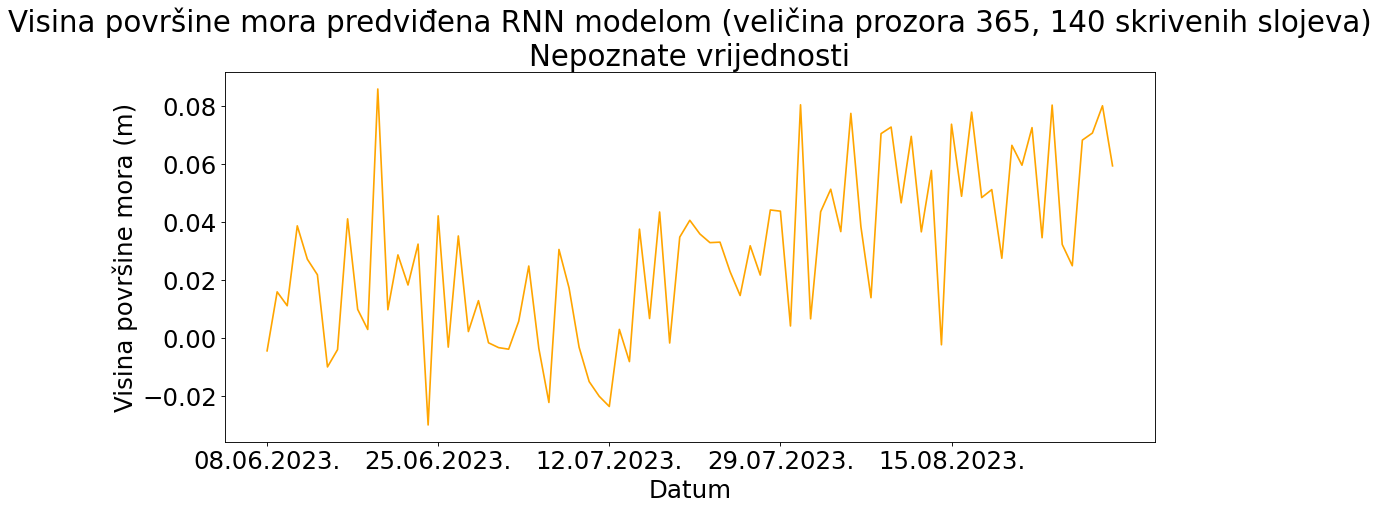 Visina površine mora predviđena RNN modelom (veličina prozora 365, 140 skrivenih slojeva)
Nepoznate vrijednosti
Visina površine mora (m)
0.08
0.06
0.04
0.02
0.00
−0.02
08.06.2023. 25.06.2023. 12.07.2023. 29.07.2023. 15.08.2023.
Datum